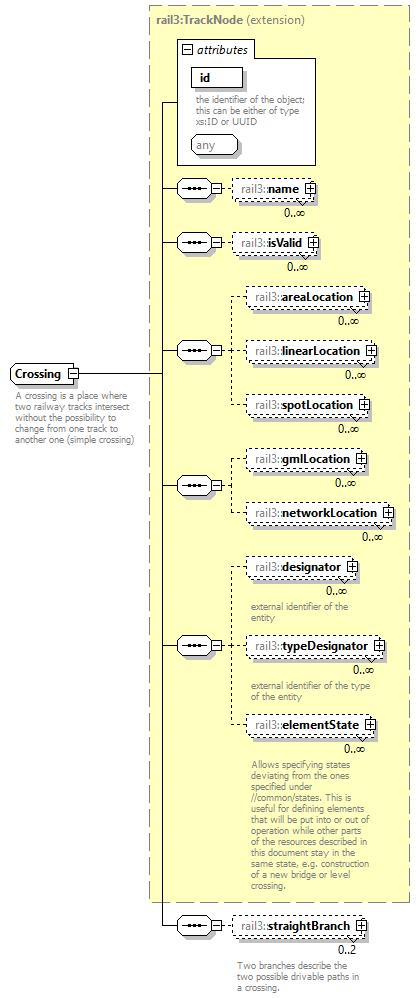 rail3:TrackNode (extension)
attributes
id
the identifier of the object;
this can be either of type
xs:ID or UUID
any
rail3::name
0..∞
rail3::isValid
0..∞
rail3::areaLocation
0..∞
rail3::linearLocation
0..∞
Crossing
A crossing is a place where
two railway tracks intersect
without the possibility to
change from one track to
another one (simple crossing)
rail3::spotLocation
0..∞
rail3::gmlLocation
0..∞
rail3::networkLocation
0..∞
rail3::designator
0..∞
external identifier of the
entity
rail3::typeDesignator
0..∞
external identifier of the type
of the entity
rail3::elementState
0..∞
Allows specifying states
deviating from the ones
specified under
//common/states. This is
useful for defining elements
that will be put into or out of
operation while other parts
of the resources described in
this document stay in the
same state, e.g. construction
of a new bridge or level
crossing.
rail3::straightBranch
0..2
Two branches describe the
two possible drivable paths in
a crossing.